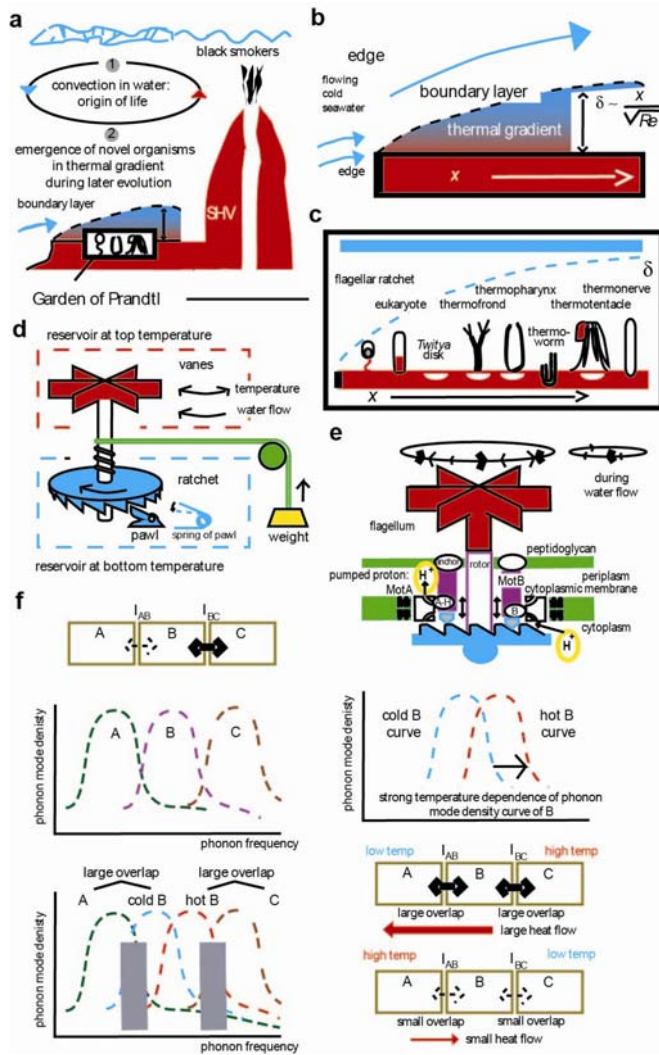 a
black smokers
1
convection in water:
origin of life
2
emergence of novel organisms
in thermal gradient
during later evolution
boundary layer
SHV
Garden of Prandtl
b
edge
flowing
cold
seawater
boundary layer
thermal gradient
δ ~ x
√Re
edge
x
c
flagellar ratchet
eukaryote
thermofrond
thermopharynx
thermonerve
thermotentacle
δ
Twitya
disk
thermo-
worm
x
d
reservoir at top temperature
vanes
temperature
water flow
ratchet
pawl
spring of pawl
weight
reservoir at bottom temperature
e
during
water flow
flagellum
peptidoglycan
anchor
rotor
pumped proton:
H+
MotB
periplasm
MotA
cytoplasmic membrane
A-H
B
cytoplasm
H+
f
IAB
IBC
A
B
C
phonon mode denisty
A
B
C
phonon frequency
large overlap
large overlap
A
cold B
hot B
C
phonon mode denisty
phonon frequency
phonon mode denisty
cold B
curve
hot B
curve
strong temperature dependence of phonon
mode density curve of B
low temp
IAB
IBC
high temp
A
B
C
large overlap
large overlap
large heat flow
high temp
IAB
IBC
low temp
A
B
C
small overlap
small overlap
small heat flow